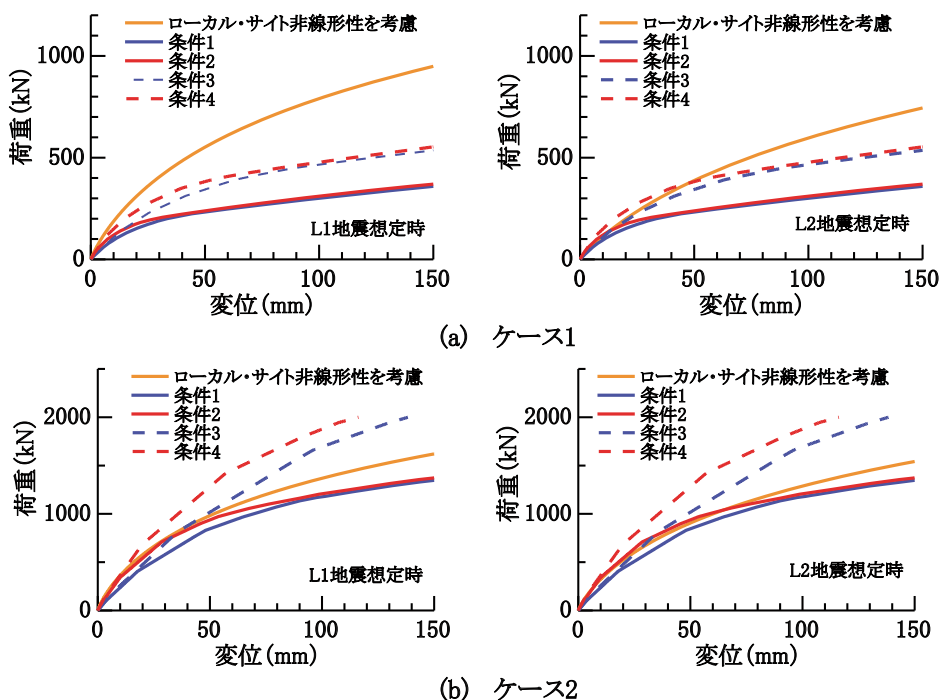 ローカル・サイト非線形性を考慮
条件1
条件2
条件3
条件4
1000
500
0
荷重(kN)
L1地震想定時
0 50 100 150
変位(mm)
ローカル・サイト非線形性を考慮
条件1
条件2
条件3
条件4
1000
500
0
荷重(kN)
L2地震想定時
0 50 100 150
変位(mm)
(a) ケース1
ローカル・サイト非線形性を考慮
条件1
条件2
条件3
条件4
2000
1000
0
荷重(kN)
L1地震想定時
0 50 100 150
変位(mm)
ローカル・サイト非線形性を考慮
条件1
条件2
条件3
条件4
2000
1000
0
荷重(kN)
L2地震想定時
0 50 100 150
変位(mm)
(b) ケース2